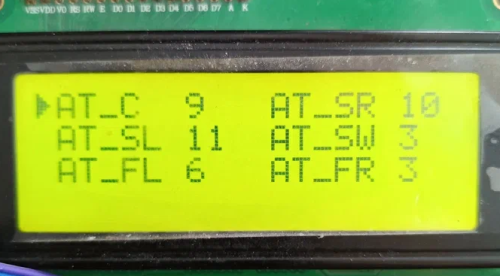 VSS VDD VO RS RW E D0 D1 D2 D3 D4 D5 D6 D7 A K
AT_C 9 AT_SR 10
AT_SL 11 AT_SW 3
AT_FL 6 AT_FR 3